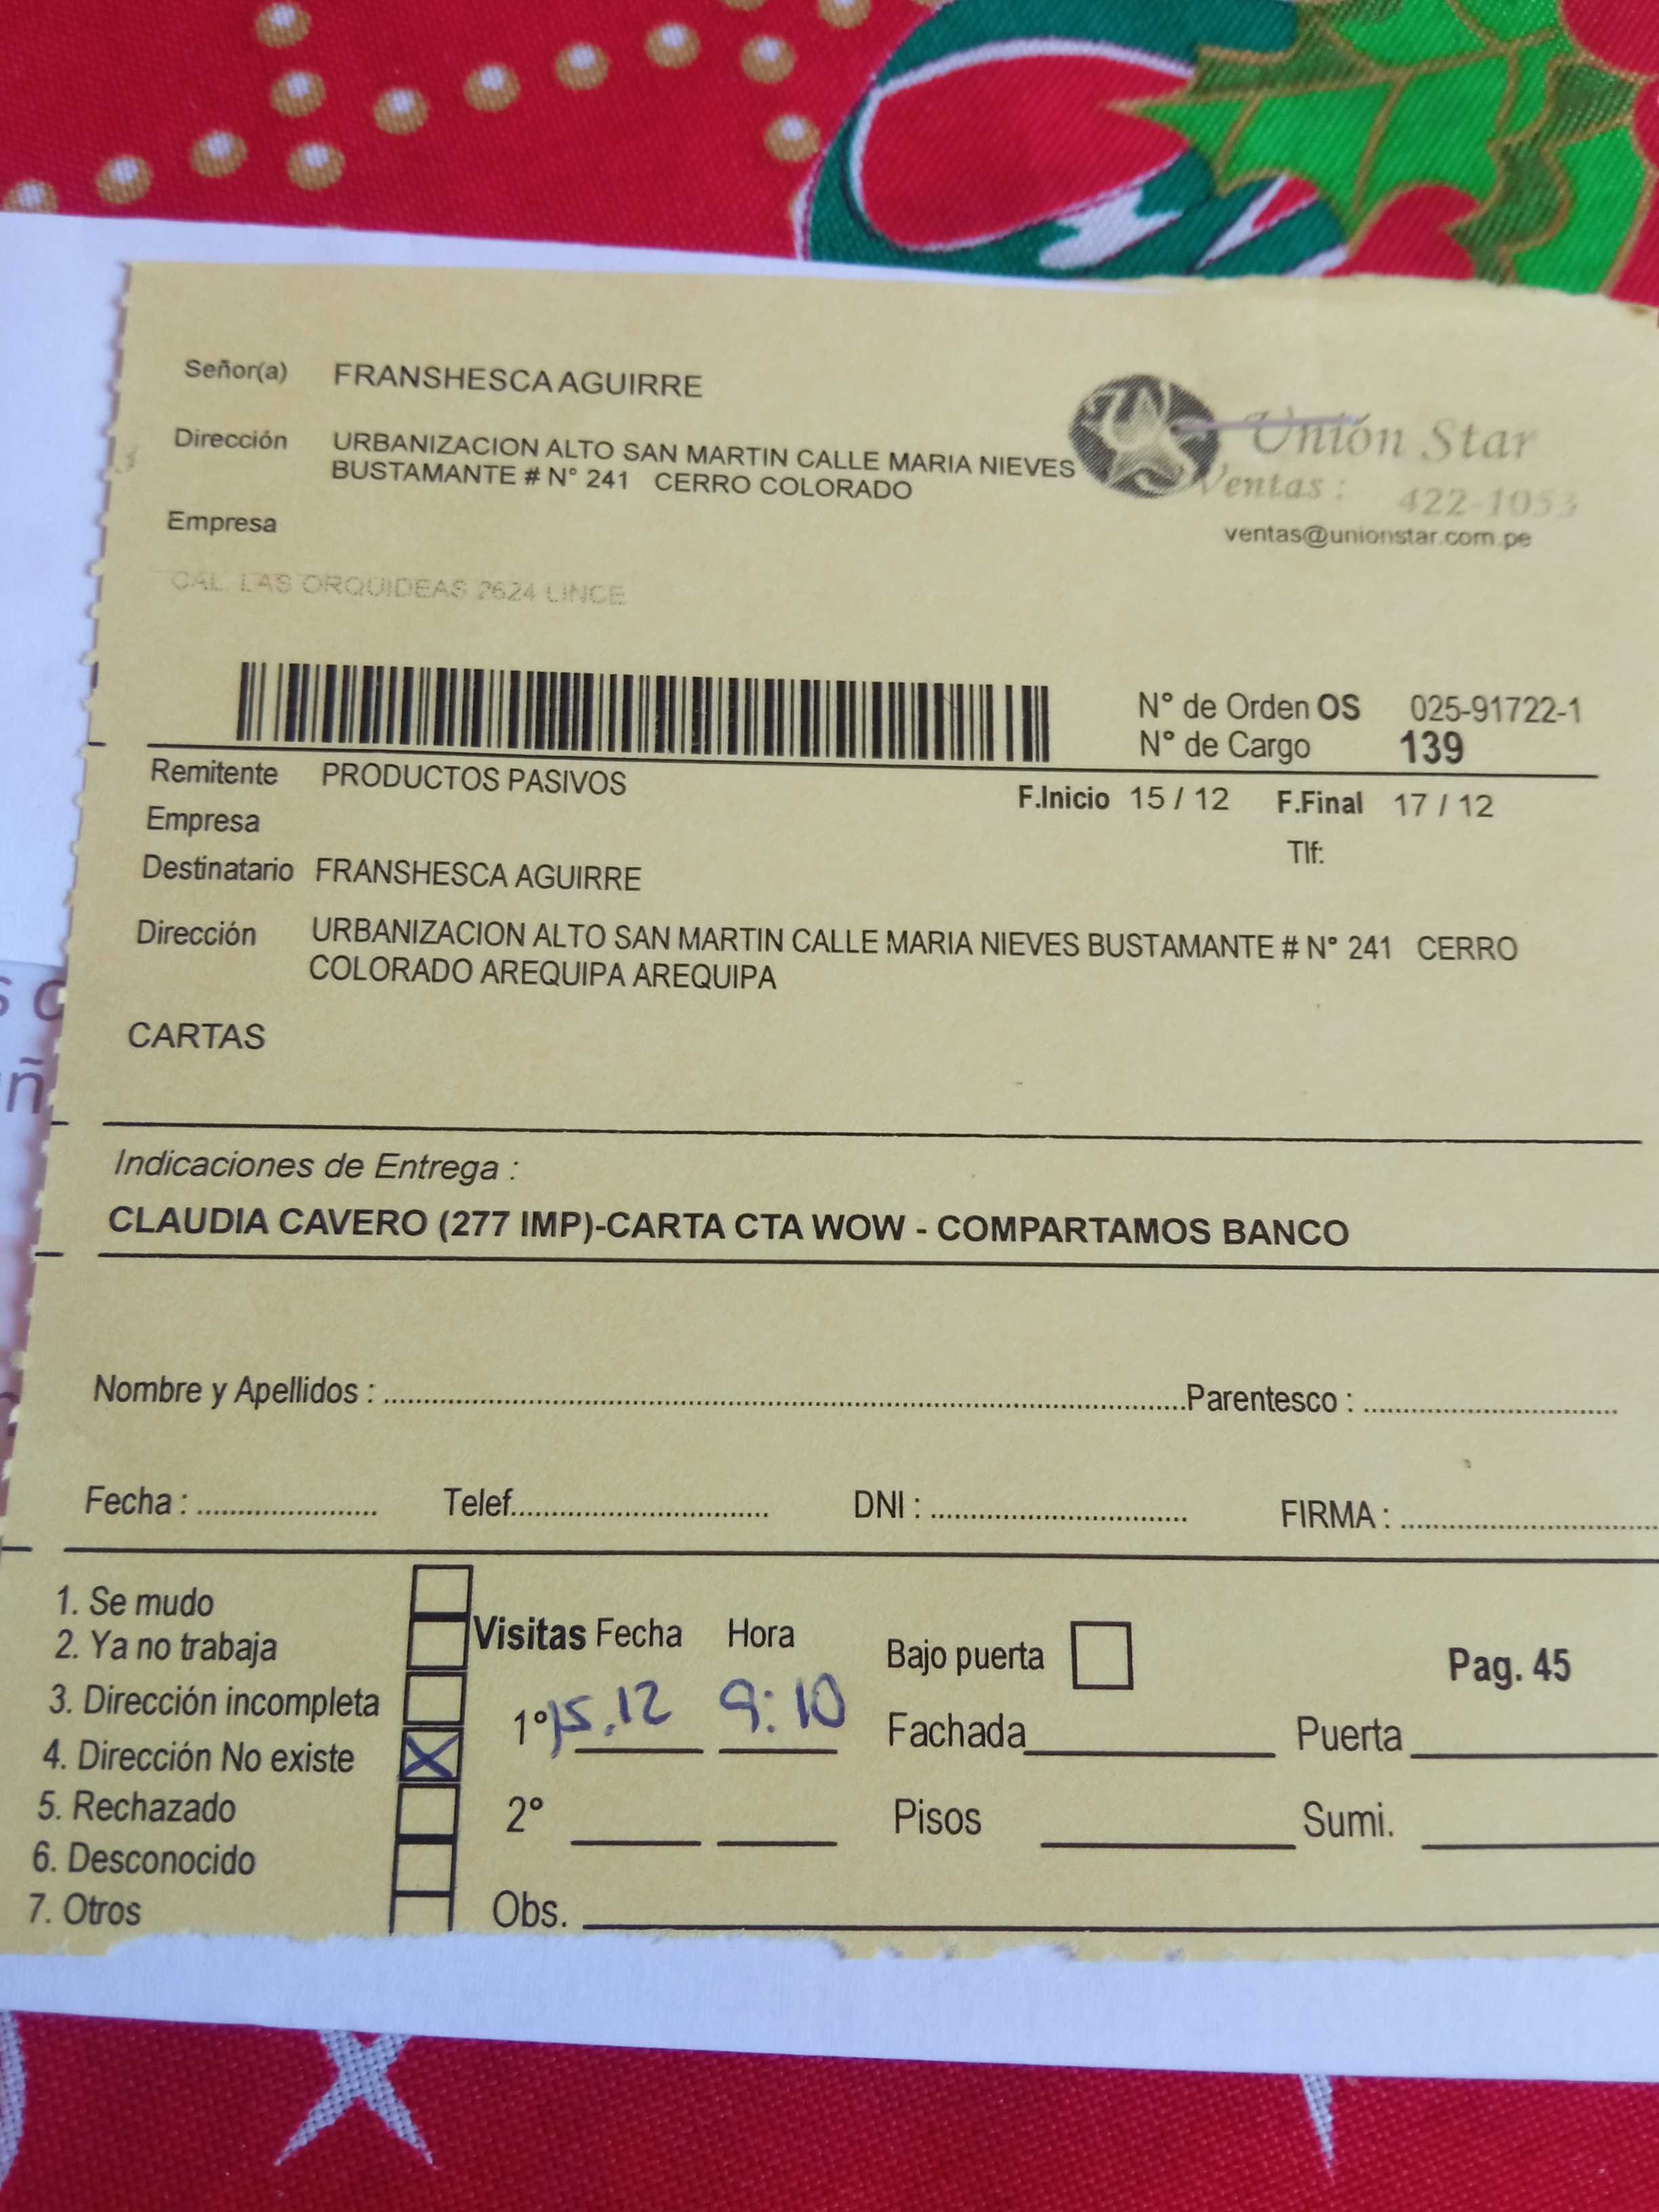 Señor(a) FRANSHESCA AGUIRRE
Dirección URBANIZACION ALTO SAN MARTIN CALLE MARIA NIEVES
BUSTAMANTE # N° 241 CERRO COLORADO
Unión Star
Ventas : 422-1053
ventas@unionstar.com.pe
Empresa
CAL. LAS ORQUIDEAS 2624 LINCE
N° de Orden OS 025-91722-1
N° de Cargo 139
Remitente PRODUCTOS PASIVOS
F.Inicio 15 / 12 F.Final 17 / 12
Empresa
Tlf:
Destinatario FRANSHESCA AGUIRRE
Dirección URBANIZACION ALTO SAN MARTIN CALLE MARIA NIEVES BUSTAMANTE # N° 241 CERRO
COLORADO AREQUIPA AREQUIPA
CARTAS
Indicaciones de Entrega :
CLAUDIA CAVERO (277 IMP)-CARTA CTA WOW - COMPARTAMOS BANCO
Nombre y Apellidos : Parentesco :
Fecha : Telef. DNI : FIRMA :
1. Se mudo
2. Ya no trabaja
3. Dirección incompleta
4. Dirección No existe X
5. Rechazado
6. Desconocido
7. Otros
Visitas Fecha Hora
1° 15.12 9:10
2°
Obs.
Bajo puerta
Pag. 45
Fachada Puerta
Pisos Sumi.